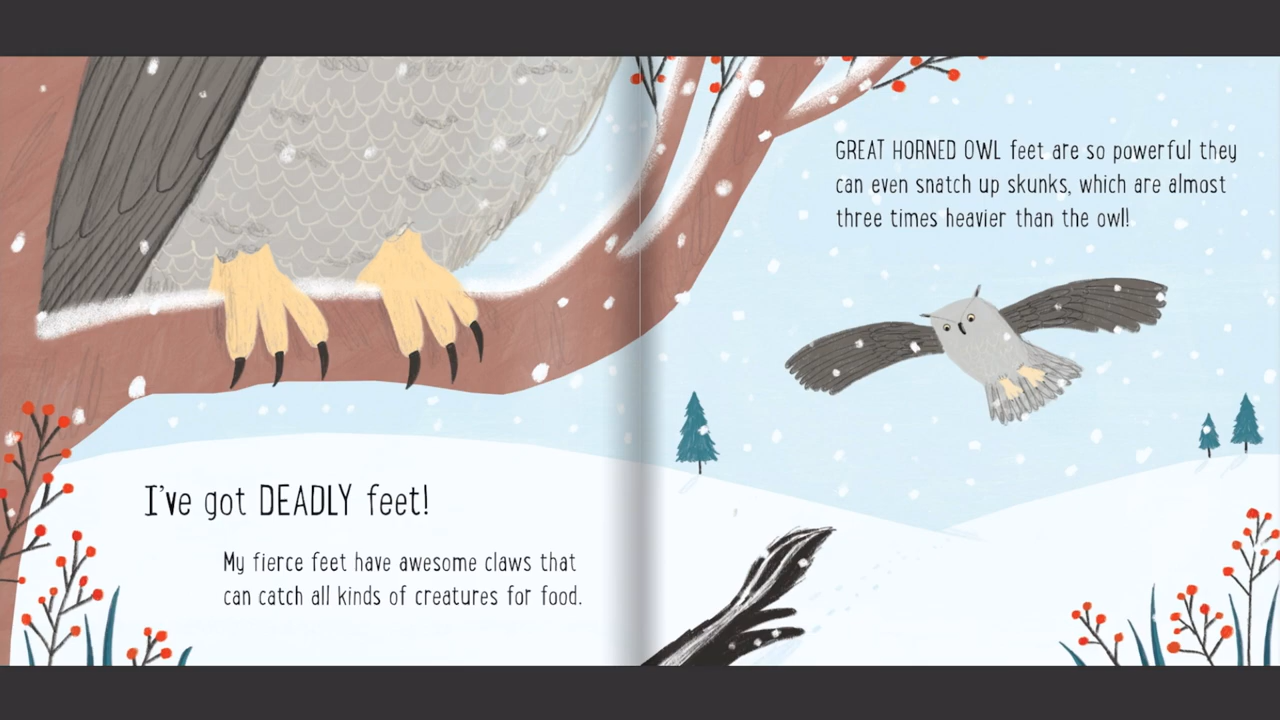 I've got DEADLY feet!
My fierce feet have awesome claws that
can catch all kinds of creatures for food.
GREAT HORNED OWL feet are so powerful they
can even snatch up skunks, which are almost
three times heavier than the owl!